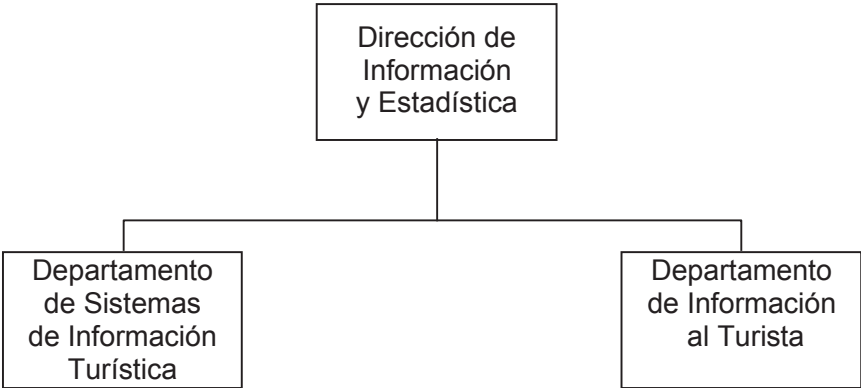 Dirección de
Información
y Estadística
Departamento
de Sistemas
de Información
Turística
Departamento
de Información
al Turista